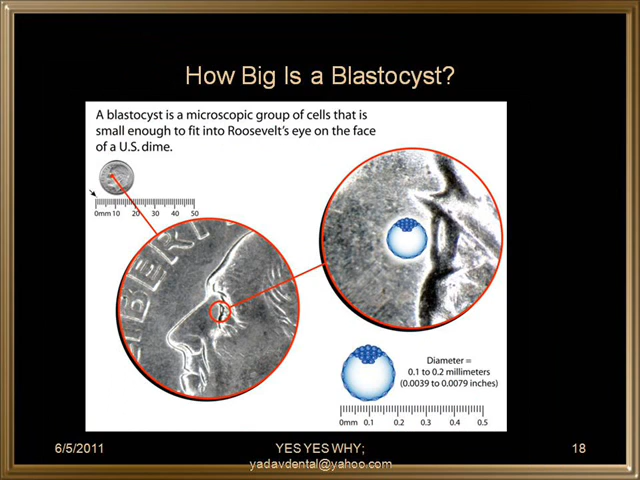 How Big Is a Blastocyst?
A blastocyst is a microscopic group of cells that is
small enough to fit into Roosevelt's eye on the face
of a U.S. dime.
0mm 10 20 30 40 50
LIBERT
Diameter =
0.1 to 0.2 millimeters
(0.0039 to 0.0079 inches)
0mm 0.1 0.2 0.3 0.4 0.5
6/5/2011
YES YES WHY;
yadavdental@yahoo.com
18